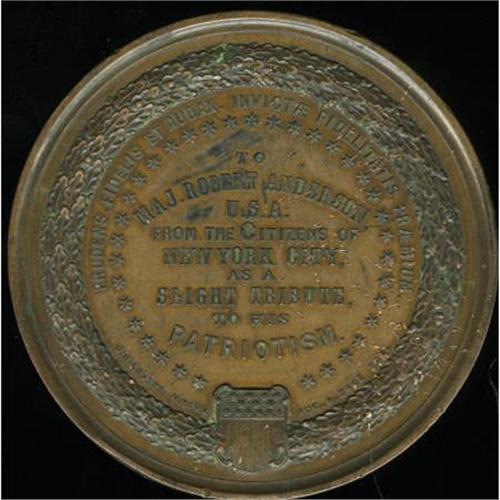 PRUDENS FIDELIS ET AUDAX INVICTÆ FIDELITATIS PRÆMIUM
TO
MAJ. ROBERT ANDERSON
U.S.A.
FROM THE CITIZENS OF
NEW YORK CITY.
AS A
SLIGHT TRIBUTE
TO HIS
PATRIOTISM.